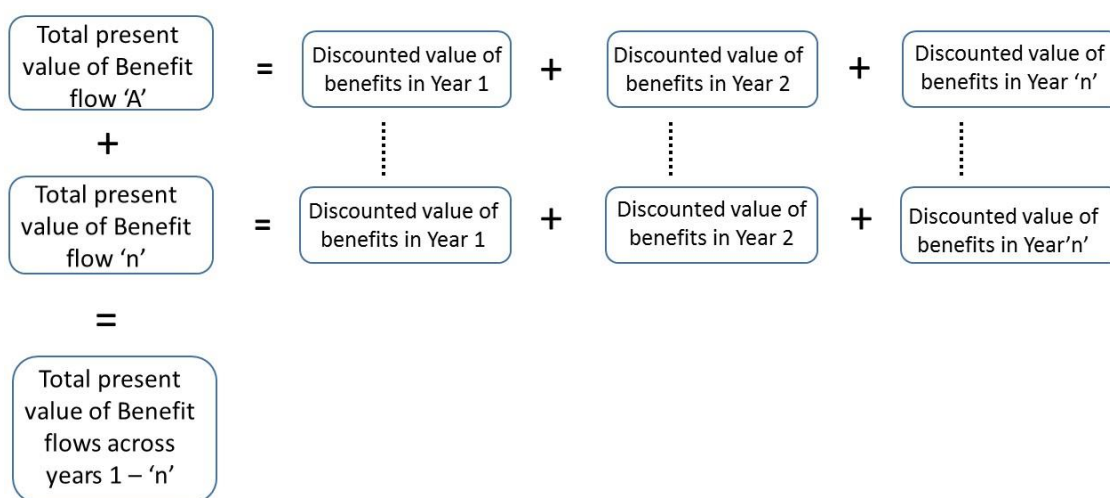 Total present
value of Benefit
flow ‘A’
=
Discounted value of
benefits in Year 1
+
Discounted value of
benefits in Year 2
+
Discounted value of
benefits in Year ‘n’
+
Total present
value of Benefit
flow ‘n’
=
Discounted value of
benefits in Year 1
+
Discounted value of
benefits in Year 2
+
Discounted value of
benefits in Year’n’
=
Total present
value of Benefit
flows across
years 1 – ‘n’